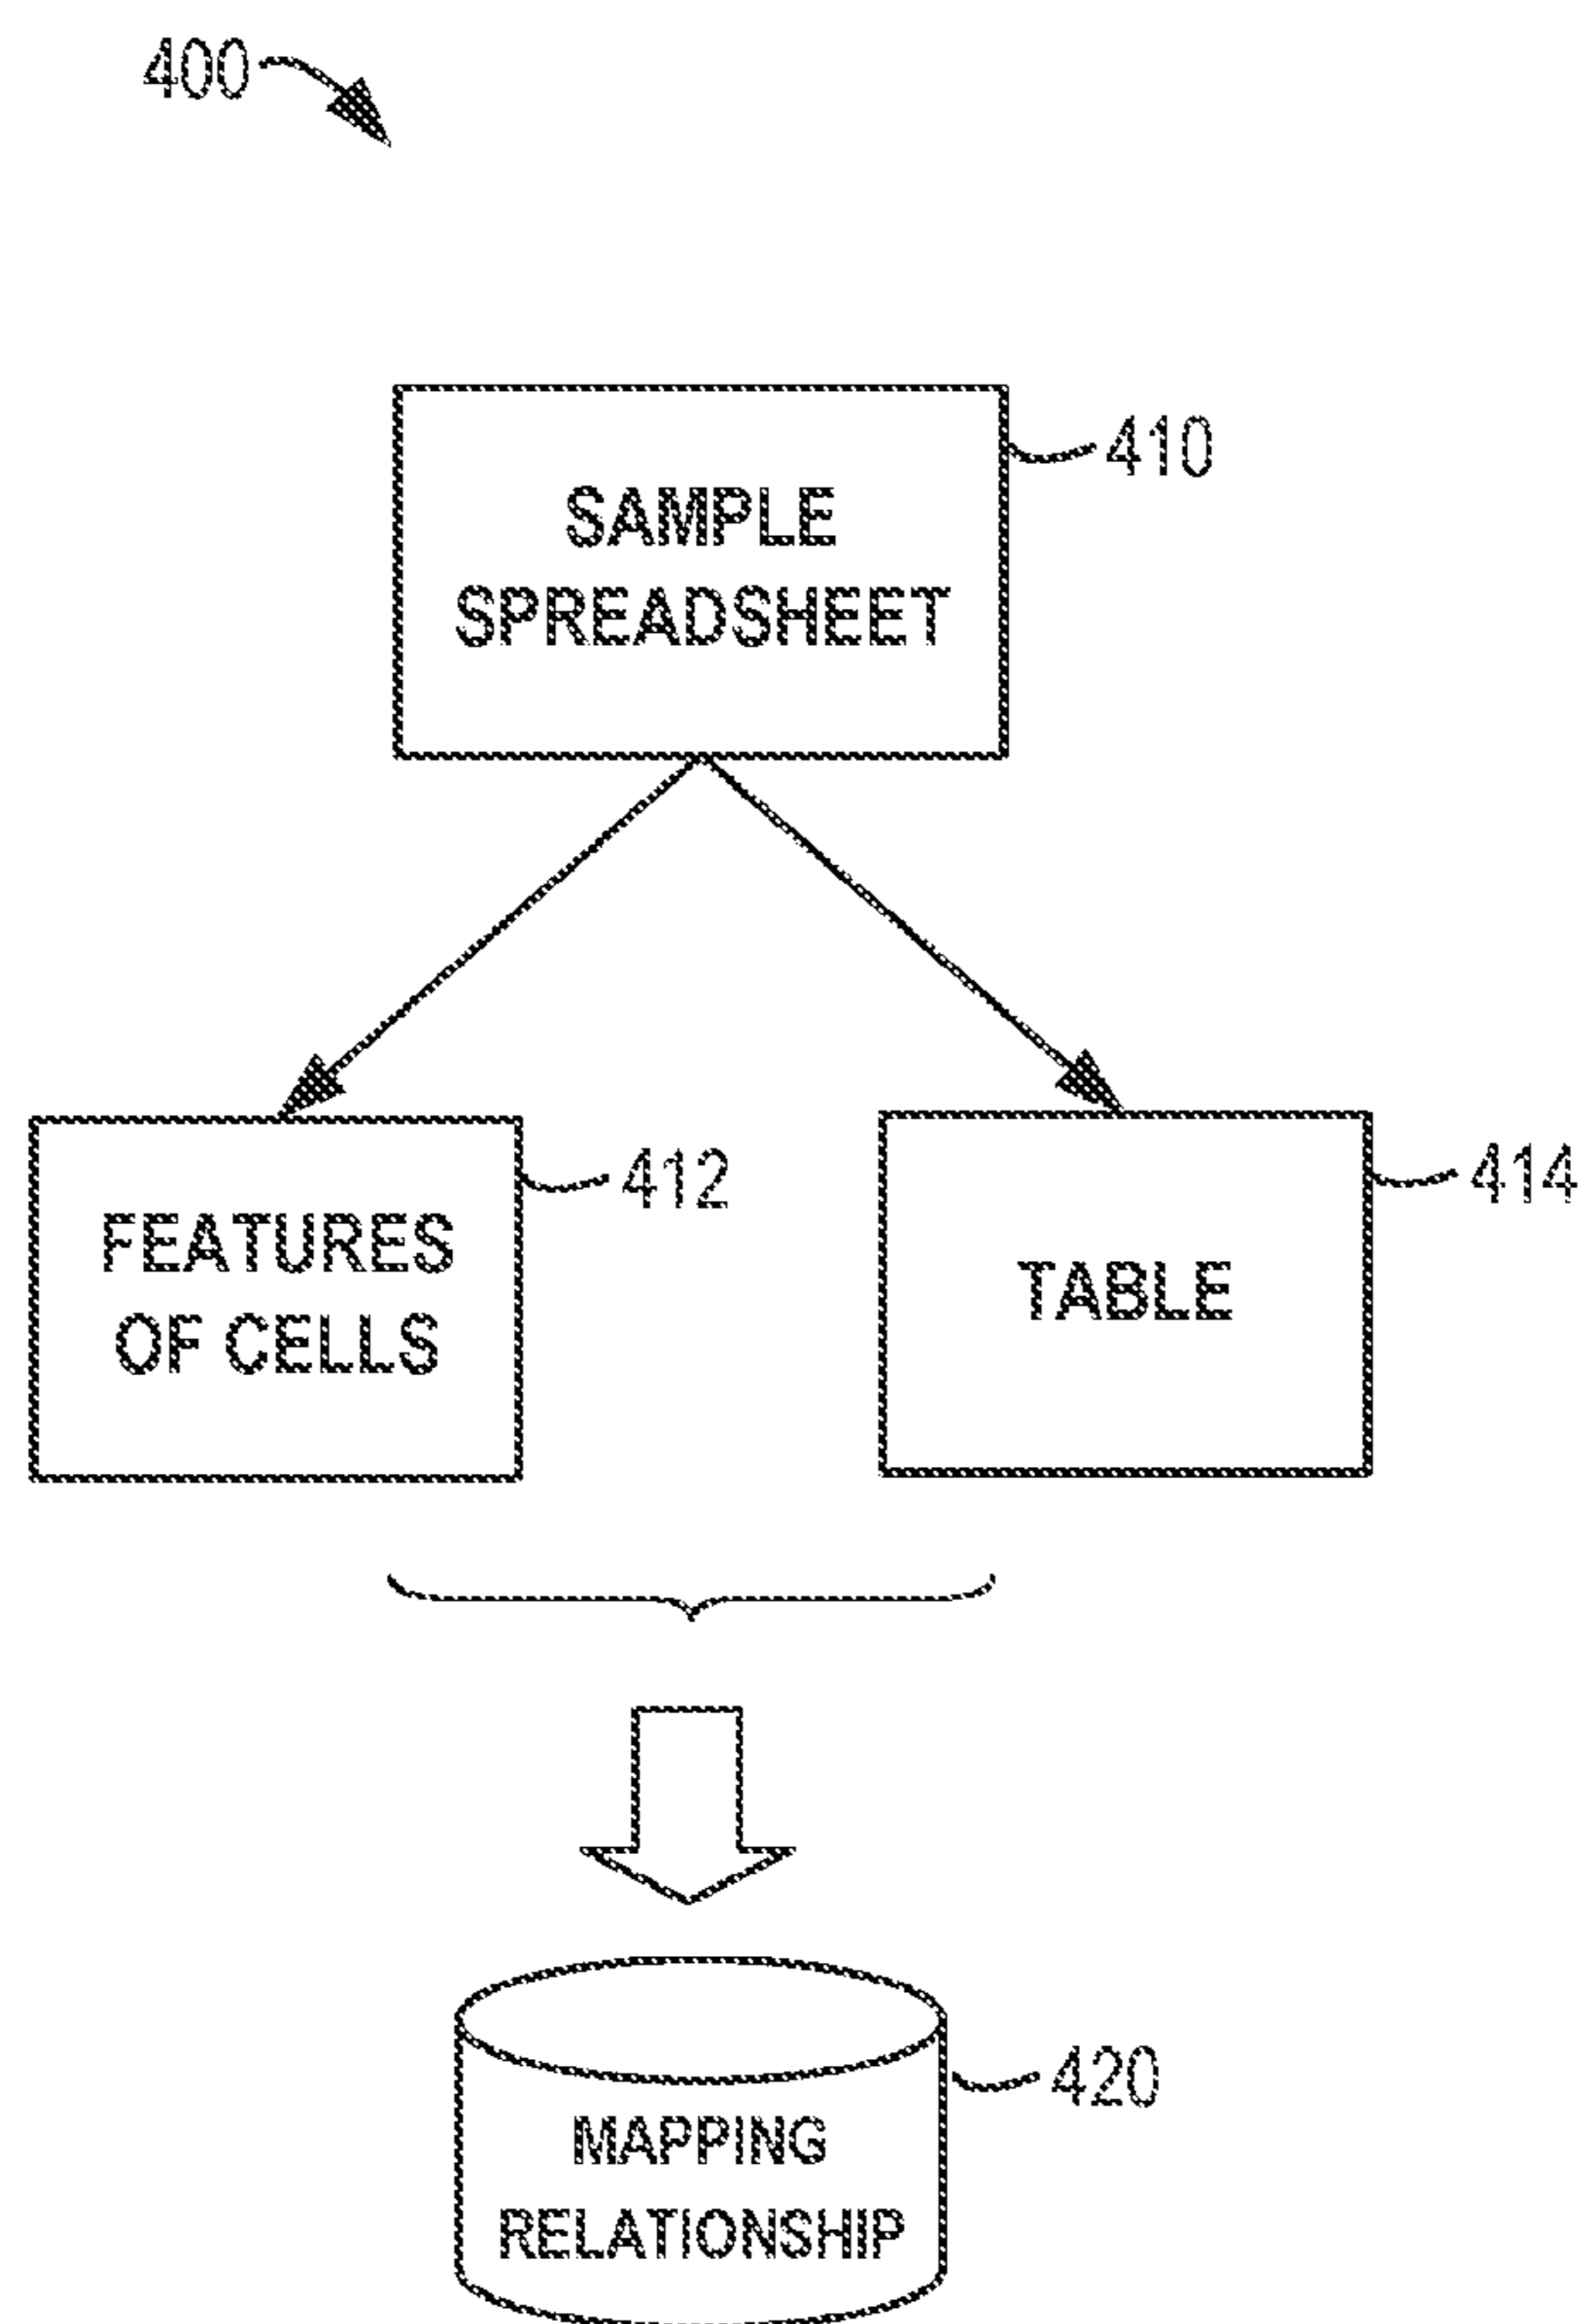 400
410
SAMPLE
SPREADSHEET
412
414
FEATURES
OF CELLS
TABLE
420
MAPPING
RELATIONSHIP